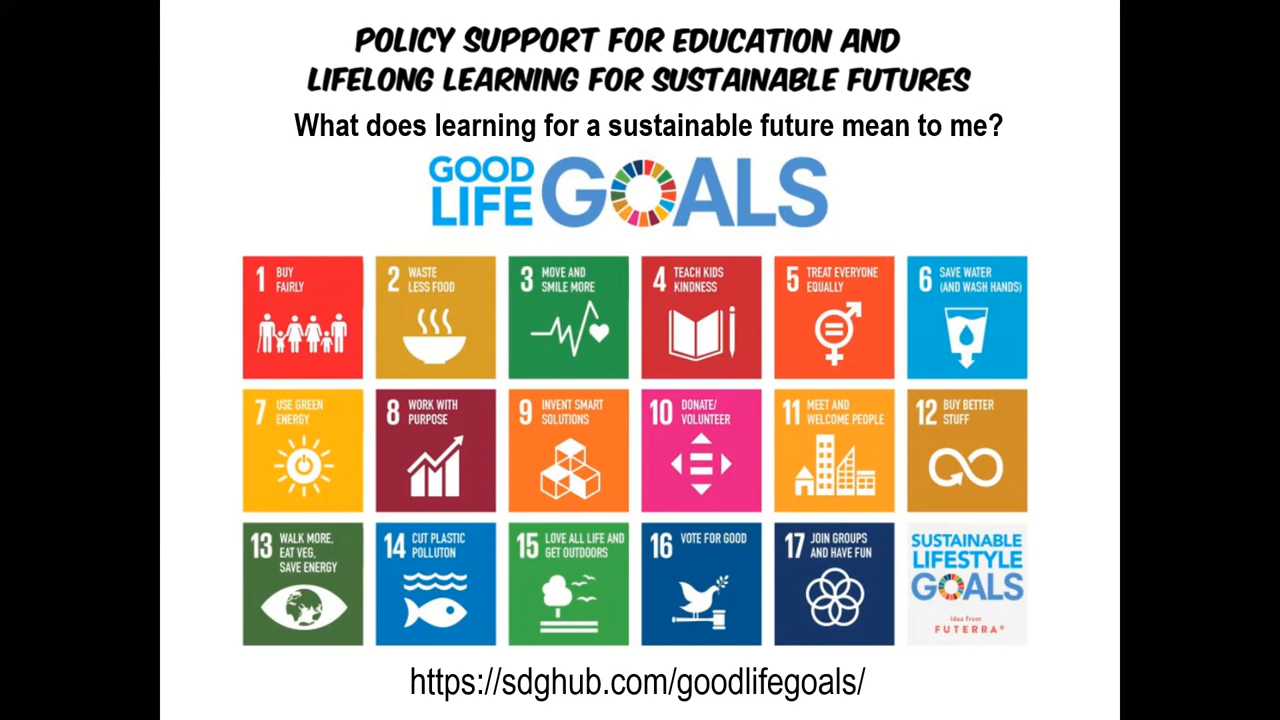 POLICY SUPPORT FOR EDUCATION AND
LIFELONG LEARNING FOR SUSTAINABLE FUTURES
What does learning for a sustainable future mean to me?
GOOD
LIFE GOALS
1 BUY
FAIRLY
2 WASTE
LESS FOOD
3 MOVE AND
SMILE MORE
4 TEACH KIDS
KINDNESS
5 TREAT EVERYONE
EQUALLY
6 SAVE WATER
(AND WASH HANDS)
7 USE GREEN
ENERGY
8 WORK WITH
PURPOSE
9 INVENT SMART
SOLUTIONS
10 DONATE/
VOLUNTEER
11 MEET AND
WELCOME PEOPLE
12 BUY BETTER
STUFF
13 WALK MORE,
EAT VEG,
SAVE ENERGY
14 CUT PLASTIC
POLLUTON
15 LOVE ALL LIFE AND
GET OUTDOORS
16 VOTE FOR GOOD
17 JOIN GROUPS
AND HAVE FUN
SUSTAINABLE
LIFESTYLE
GOALS
idea from
FUTERRA
https://sdghub.com/goodlifegoals/